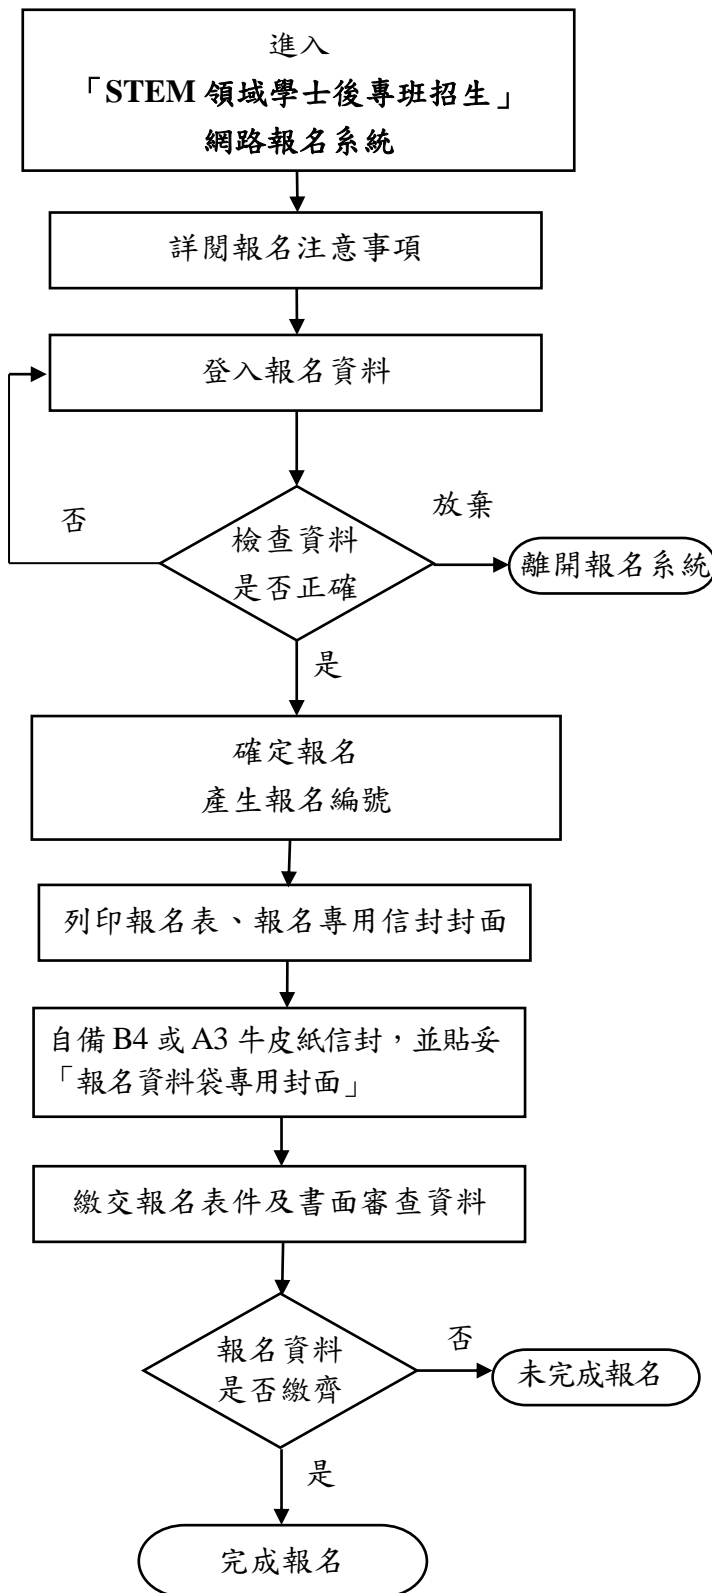 進入
「STEM 領域學士後專班招生」
網路報名系統
詳閱報名注意事項
登入報名資料
否
放棄
檢查資料
是否正確
離開報名系統
是
確定報名
產生報名編號
列印報名表、報名專用信封封面
自備 B4 或 A3 牛皮紙信封，並貼妥
「報名資料袋專用封面」
繳交報名表件及書面審查資料
報名資料
是否繳齊
否
未完成報名
是
完成報名